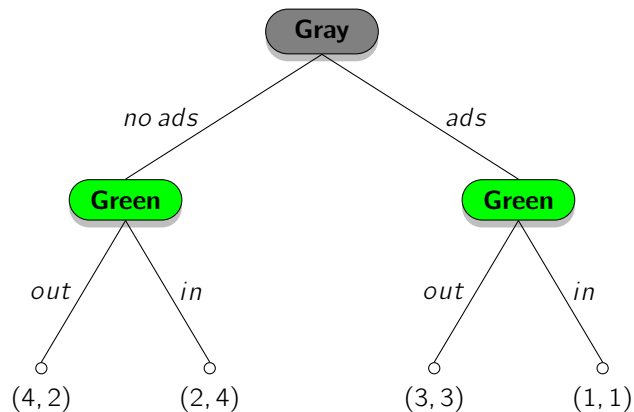 Gray
no ads
ads
Green
Green
out
in
out
in
(4, 2)
(2, 4)
(3, 3)
(1, 1)